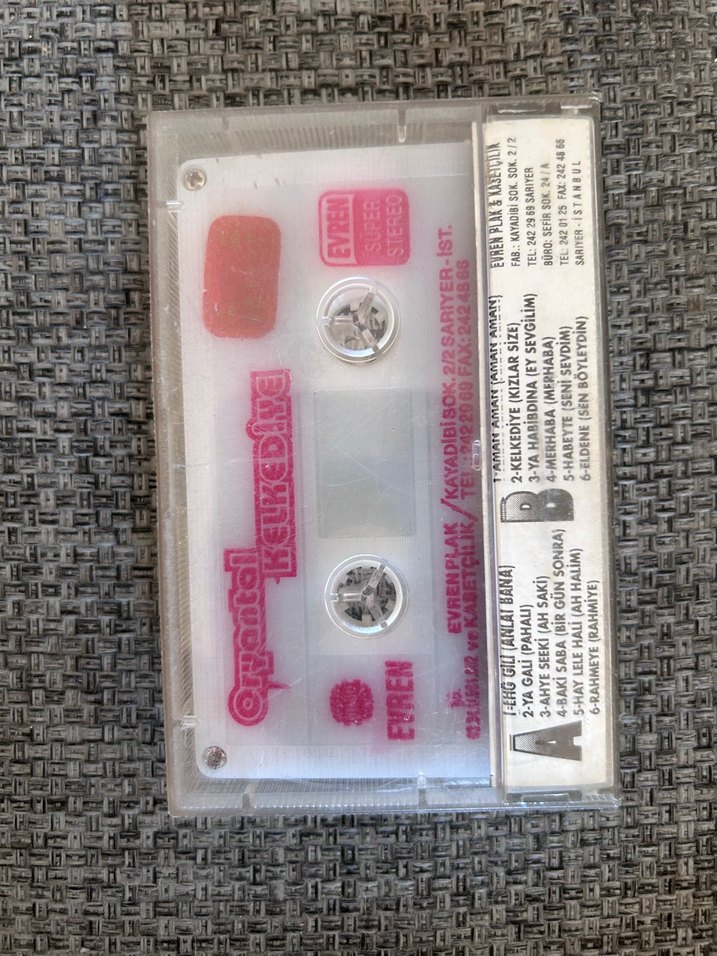 Oryantal
KELKEDİYE
EVREN
SÜPER
STEREO
EVREN
EVREN PLAK / KAYADİBİ SOK. 2/2 SARIYER-İST.
ve KASETÇİLİK / TEL: 242 29 69 FAX: 242 48 66
A
1-EHG GILI (ANLAT BANA)
2-YA GALİ (PAHALI)
3-AHYE SEEKİ (AH SAKİ)
4-BAKİ SABA (BİR GÜN SONRA)
5-HAY LELE HALİ (AH HALİM)
6-RAHMEYE (RAHMİYE)
B
1-AMAN AMAN (AMAN AMAN)
2-KELKEDİYE (KIZLAR SİZE)
3-YA HABİBDINA (EY SEVGİLİM)
4-MERHABA (MERHABA)
5-HABEYTE (SENİ SEVDİM)
6-ELDENE (SEN BÖYLEYDİN)
EVREN PLAK & KASETÇİLİK
FAB.: KAYADİBİ SOK. SOK. 2/2
TEL: 242 29 69 SARIYER
BÜRO: SEFİR SOK. 24/A
TEL: 242 01 25 FAX: 242 48 66
SARIYER - İSTANBUL